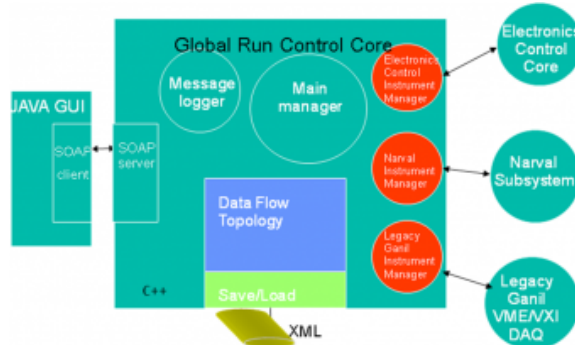 Global Run Control Core
Message
logger
Main
manager
Electronics
Control
Instrument
Manager
Electronics
Control
Core
JAVA GUI
SOAP
client
SOAP
server
Narval
Instrument
Manager
Narval
Subsystem
Data Flow
Topology
Legacy
Ganil
Instrument
Manager
C++
Save/Load
XML
Legacy
Ganil
VME/VXI
DAQ